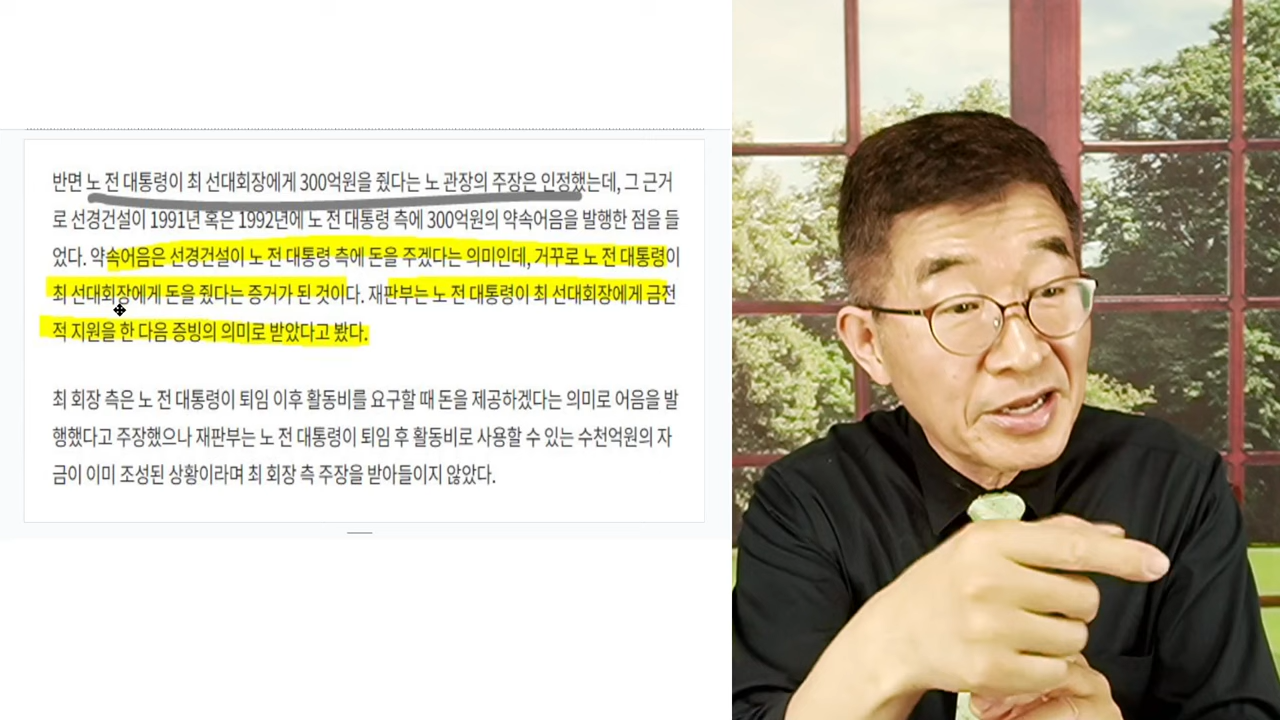 반면 노 전 대통령이 최 선대회장에게 300억원을 줬다는 노 관장의 주장은 인정했는데, 그 근거
로 선경건설이 1991년 혹은 1992년에 노 전 대통령 측에 300억원의 약속어음을 발행한 점을 들
었다. 약속어음은 선경건설이 노 전 대통령 측에 돈을 주겠다는 의미인데, 거꾸로 노 전 대통령이
최 선대회장에게 돈을 줬다는 증거가 된 것이다. 재판부는 노 전 대통령이 최 선대회장에게 금전
적 지원을 한 다음 증빙의 의미로 받았다고 봤다.
최 회장 측은 노 전 대통령이 퇴임 이후 활동비를 요구할 때 돈을 제공하겠다는 의미로 어음을 발
행했다고 주장했으나 재판부는 노 전 대통령이 퇴임 후 활동비로 사용할 수 있는 수천억원의 자
금이 이미 조성된 상황이라며 최 회장 측 주장을 받아들이지 않았다.